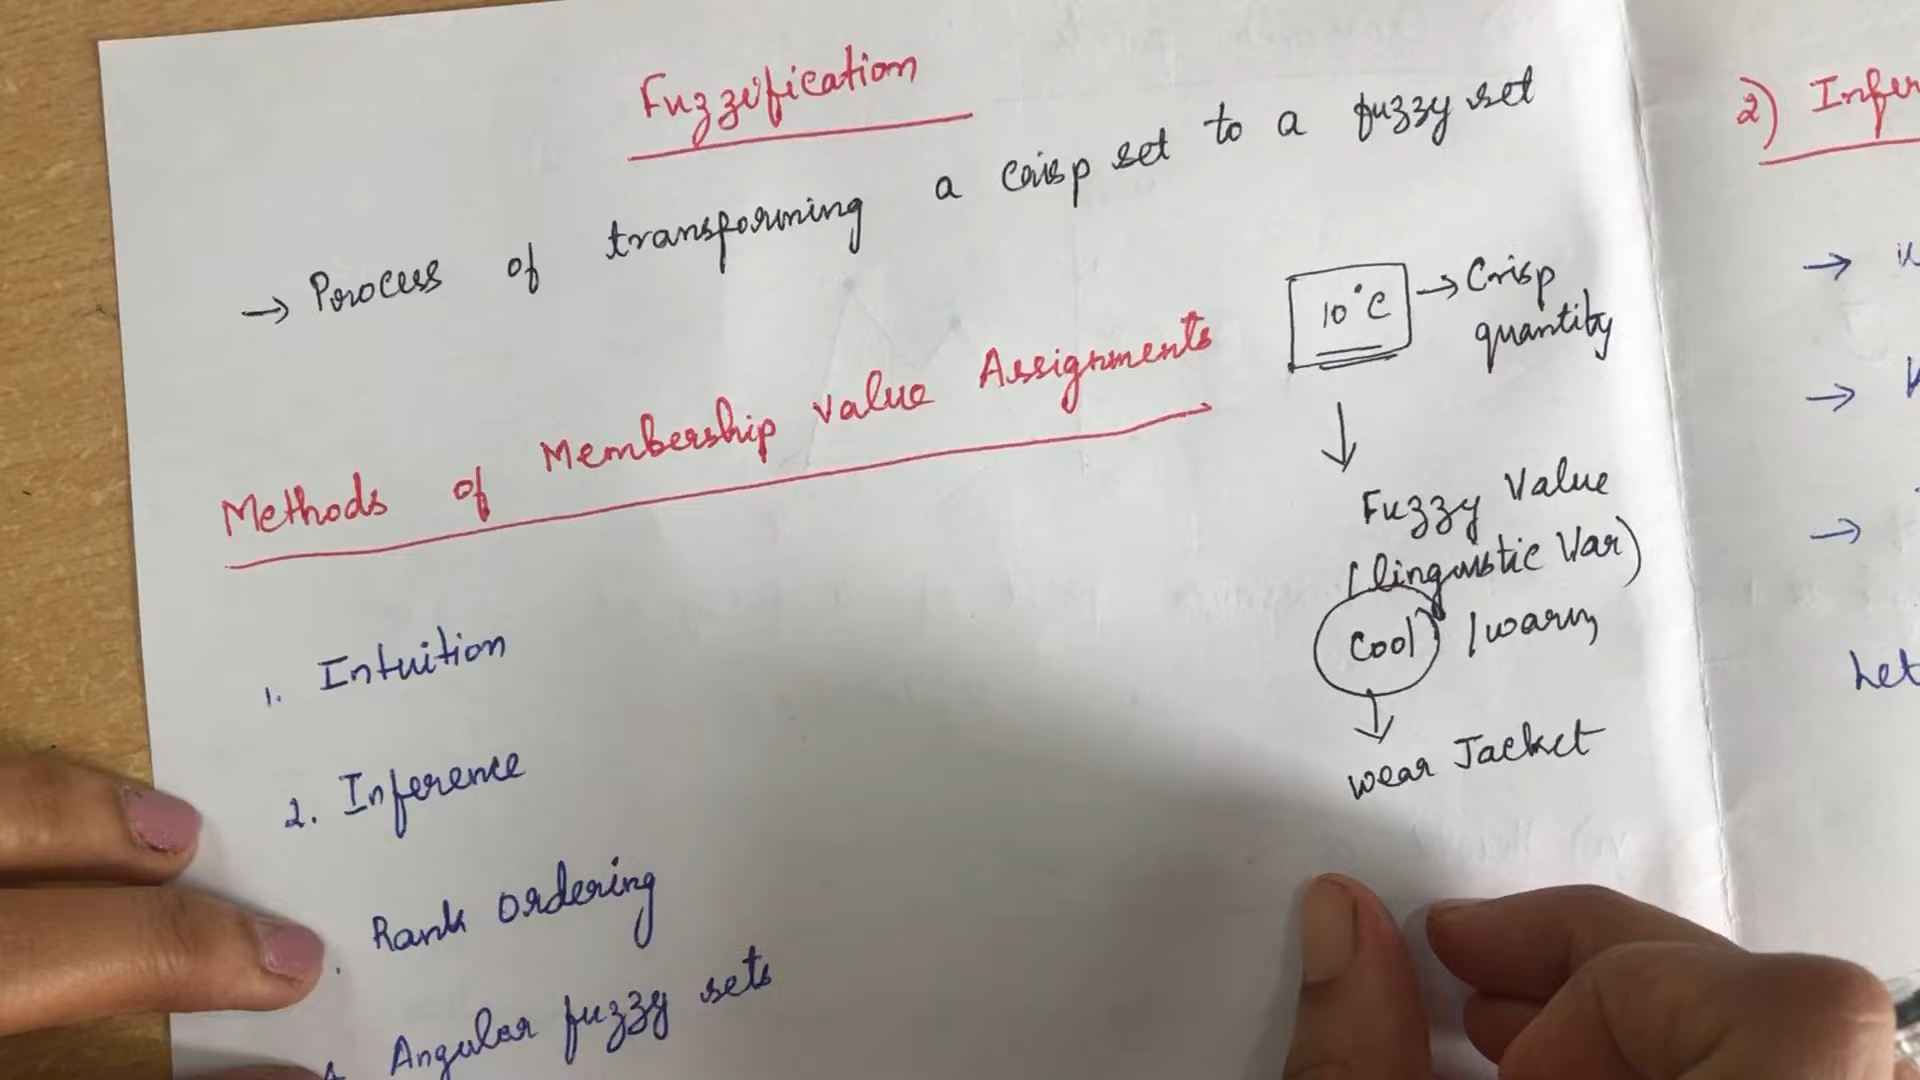 Fuzzification
→ Process of transforming a crisp set to a fuzzy set
10°C → Crisp quantity
↓
Fuzzy Value
(linguistic Var)
Cool / warm
↓
wear Jacket
Methods of Membership value Assignments
1. Intuition
2. Inference
. Rank ordering
Angular fuzzy sets
2) Infer
→
→
→
Let